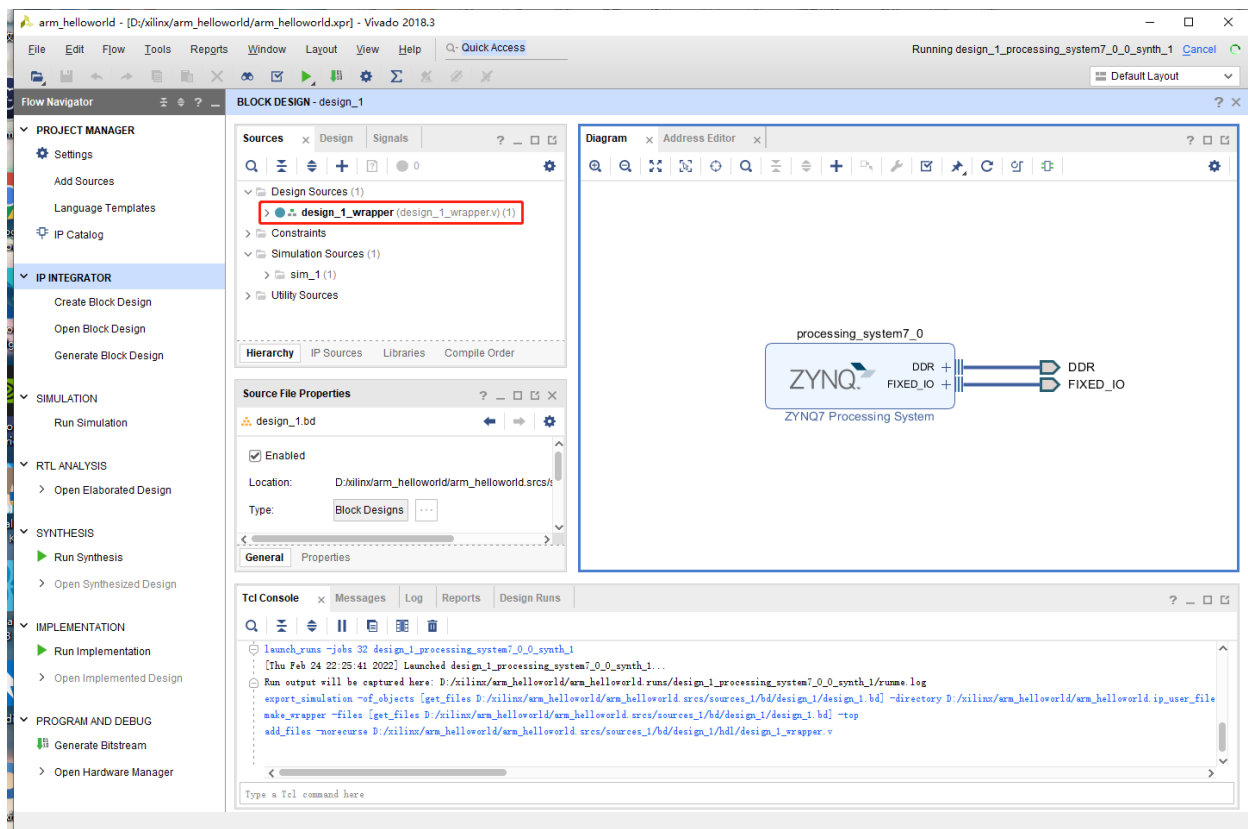 arm_helloworld - [D:/xilinx/arm_helloworld/arm_helloworld.xpr] - Vivado 2018.3
File Edit Flow Tools Reports Window Layout View Help Quick Access Running design_1_processing_system7_0_0_synth_1 Cancel
Default Layout
Flow Navigator
BLOCK DESIGN - design_1
PROJECT MANAGER
Settings
Add Sources
Language Templates
IP Catalog
IP INTEGRATOR
Create Block Design
Open Block Design
Generate Block Design
SIMULATION
Run Simulation
RTL ANALYSIS
Open Elaborated Design
SYNTHESIS
Run Synthesis
Open Synthesized Design
IMPLEMENTATION
Run Implementation
Open Implemented Design
PROGRAM AND DEBUG
Generate Bitstream
Open Hardware Manager
Sources Design Signals
0
Design Sources (1)
design_1_wrapper (design_1_wrapper.v) (1)
Constraints
Simulation Sources (1)
sim_1 (1)
Utility Sources
Hierarchy IP Sources Libraries Compile Order
Source File Properties
design_1.bd
Enabled
Location: D:/xilinx/arm_helloworld/arm_helloworld.srcs/s
Type: Block Designs
General Properties
Diagram Address Editor
processing_system7_0
ZYNQ
DDR
FIXED_IO
DDR
FIXED_IO
ZYNQ7 Processing System
Tcl Console Messages Log Reports Design Runs
launch_runs -jobs 32 design_1_processing_system7_0_0_synth_1
[Thu Feb 24 22:25:41 2022] Launched design_1_processing_system7_0_0_synth_1...
Run output will be captured here: D:/xilinx/arm_helloworld/arm_helloworld.runs/design_1_processing_system7_0_0_synth_1/runme.log
export_simulation -of_objects [get_files D:/xilinx/arm_helloworld/arm_helloworld.srcs/sources_1/bd/design_1/design_1.bd] -directory D:/xilinx/arm_helloworld/arm_helloworld.ip_user_file
make_wrapper -files [get_files D:/xilinx/arm_helloworld/arm_helloworld.srcs/sources_1/bd/design_1/design_1.bd] -top
add_files -norecurse D:/xilinx/arm_helloworld/arm_helloworld.srcs/sources_1/bd/design_1/hdl/design_1_wrapper.v
Type a Tcl command here